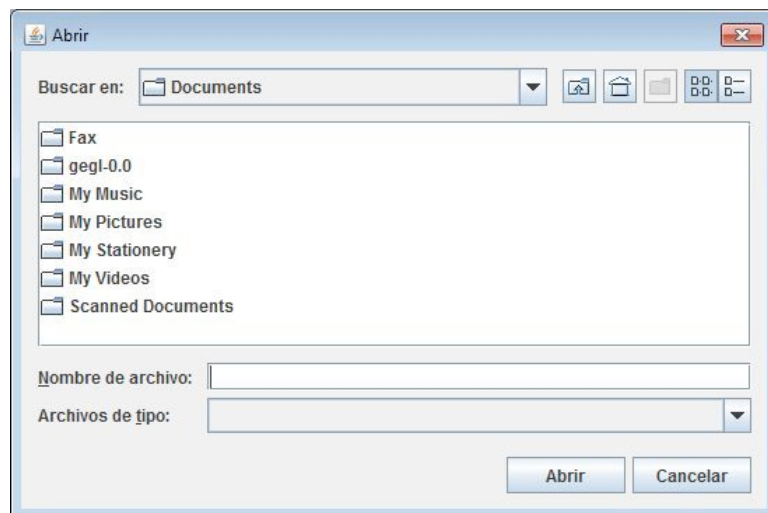 Abrir
Buscar en: Documents
Fax
gegl-0.0
My Music
My Pictures
My Stationery
My Videos
Scanned Documents
Nombre de archivo:
Archivos de tipo:
Abrir Cancelar